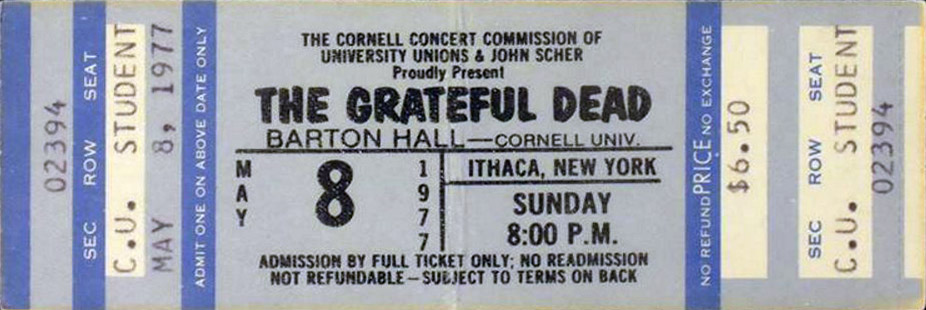 02394
SEC ROW SEAT
C.U. STUDENT
MAY 8, 1977
ADMIT ONE ON ABOVE DATE ONLY
THE CORNELL CONCERT COMMISSION OF
UNIVERSITY UNIONS & JOHN SCHER
Proudly Present
THE GRATEFUL DEAD
BARTON HALL—CORNELL UNIV.
MAY 8 1977
ITHACA, NEW YORK
SUNDAY
8:00 P.M.
ADMISSION BY FULL TICKET ONLY; NO READMISSION
NOT REFUNDABLE—SUBJECT TO TERMS ON BACK
NO REFUND PRICE NO EXCHANGE
$6.50
SEC ROW SEAT
C.U. STUDENT
02394